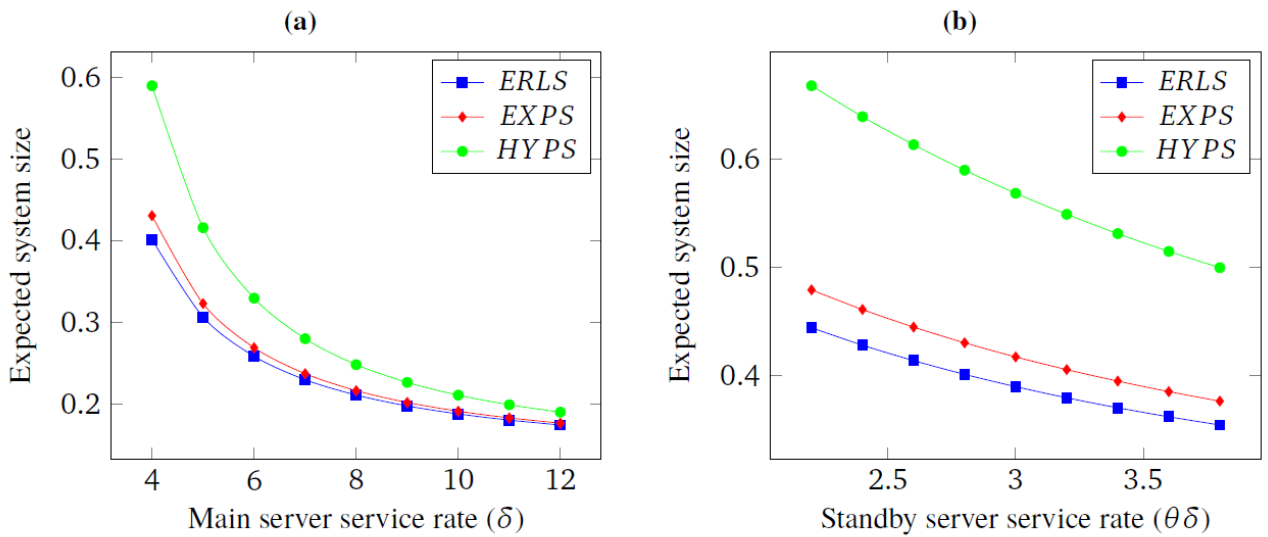 (a)
0.6
0.5
0.4
0.3
0.2
4
6
8
10
12
Expected system size
Main server service rate (δ)
ERLS
EXPS
HYPS
(b)
0.6
0.5
0.4
2.5
3
3.5
Expected system size
Standby server service rate (θδ)
ERLS
EXPS
HYPS